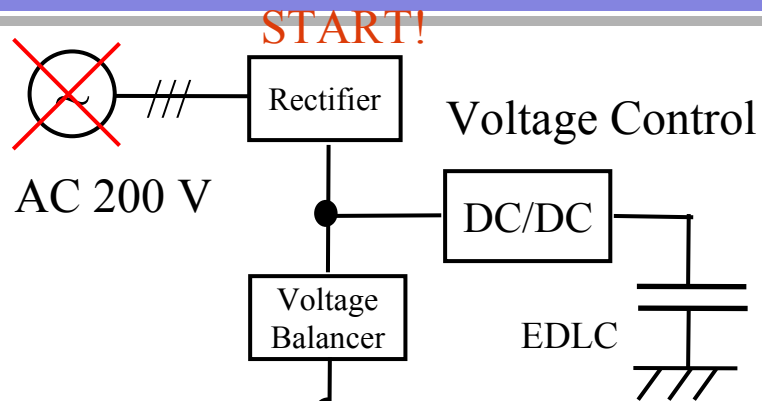 START!
Rectifier
Voltage Control
AC 200 V
DC/DC
Voltage
Balancer
EDLC